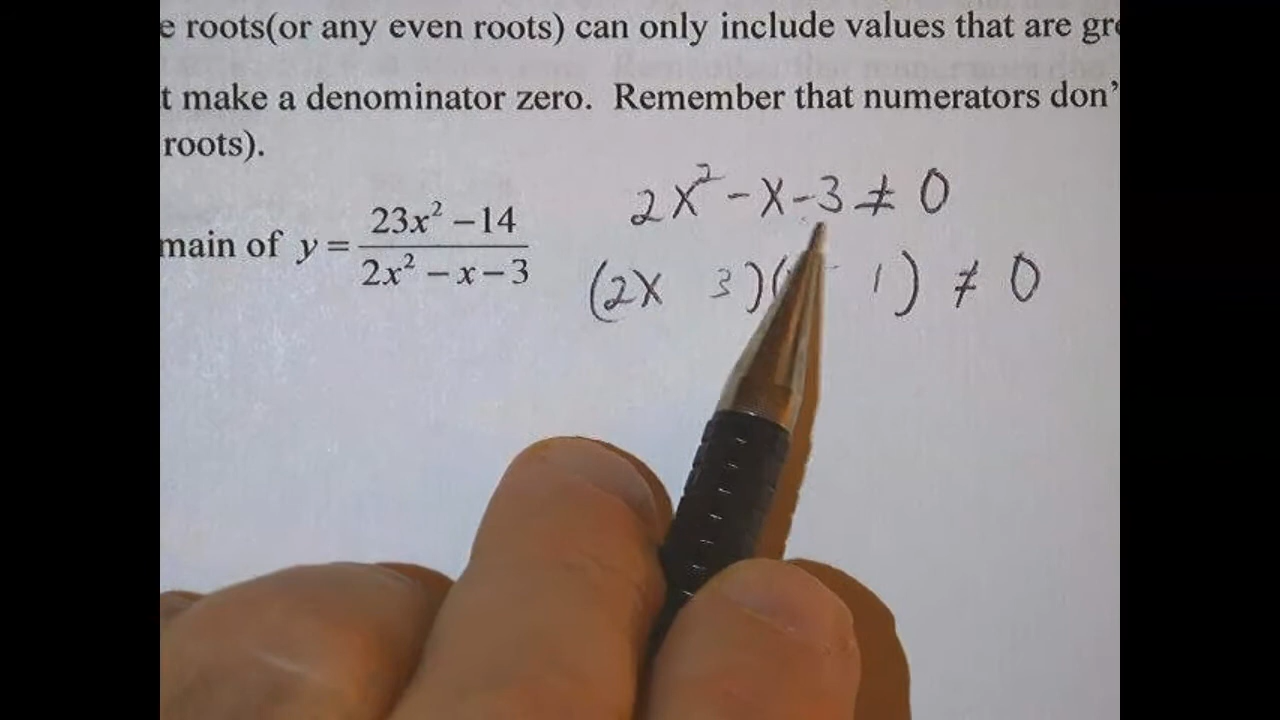 e roots(or any even roots) can only include values that are gre
t make a denominator zero. Remember that numerators don'
roots).
2x² - x - 3 ≠ 0
main of y = (23x² - 14)/(2x² - x - 3)
(2x 3)( 1) ≠ 0